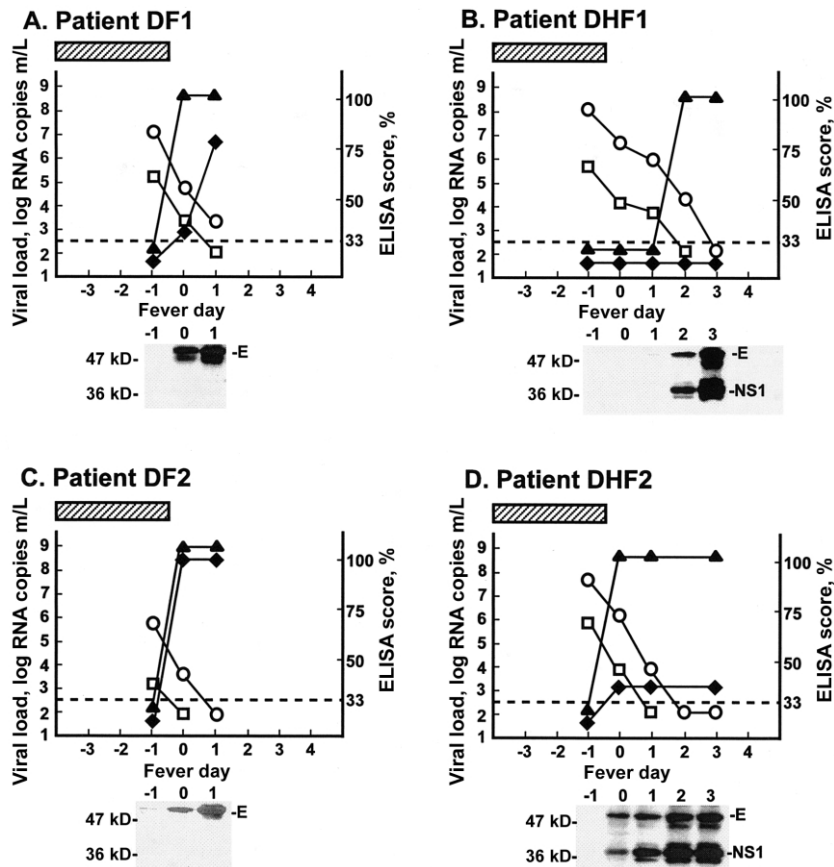 A. Patient DF1
Viral load, log RNA copies m/L
9
8
7
6
5
4
3
2
1
100
75
50
33
ELISA score, %
-3 -2 -1 0 1 2 3 4
Fever day
-1 0 1
47 kD- -E
36 kD-
B. Patient DHF1
Viral load, log RNA copies m/L
9
8
7
6
5
4
3
2
1
100
75
50
33
ELISA score, %
-3 -2 -1 0 1 2 3 4
Fever day
-1 0 1 2 3
47 kD- -E
36 kD- -NS1
C. Patient DF2
Viral load, log RNA copies m/L
9
8
7
6
5
4
3
2
1
100
75
50
33
ELISA score, %
-3 -2 -1 0 1 2 3 4
Fever day
-1 0 1
47 kD- -E
36 kD-
D. Patient DHF2
Viral load, log RNA copies m/L
9
8
7
6
5
4
3
2
1
100
75
50
33
ELISA score, %
-3 -2 -1 0 1 2 3 4
Fever day
-1 0 1 2 3
47 kD- -E
36 kD- -NS1